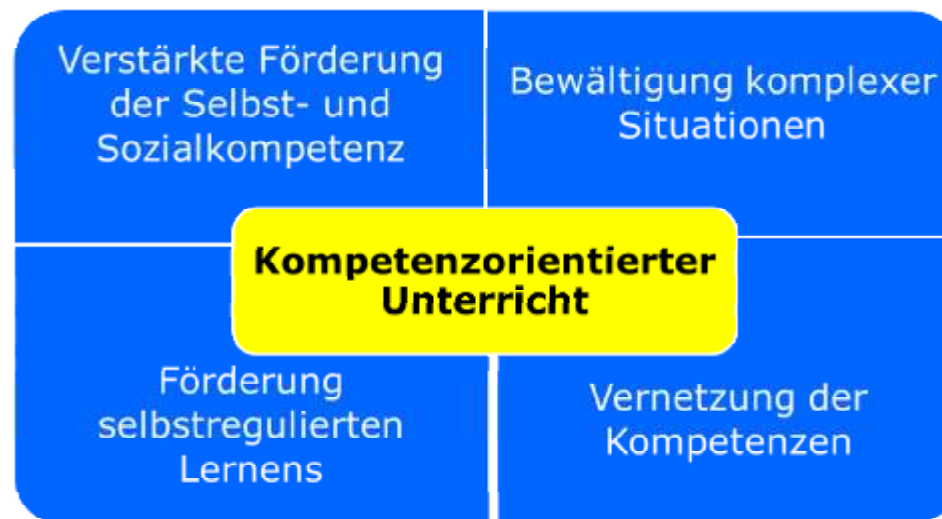 Verstärkte Förderung
der Selbst- und
Sozialkompetenz
Bewältigung komplexer
Situationen
Kompetenzorientierter
Unterricht
Förderung
selbstregulierten
Lernens
Vernetzung der
Kompetenzen